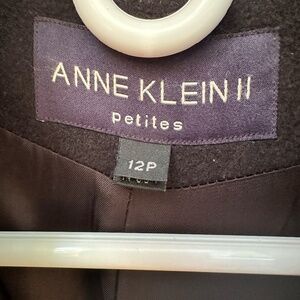 ANNE KLEIN II
petites
12P